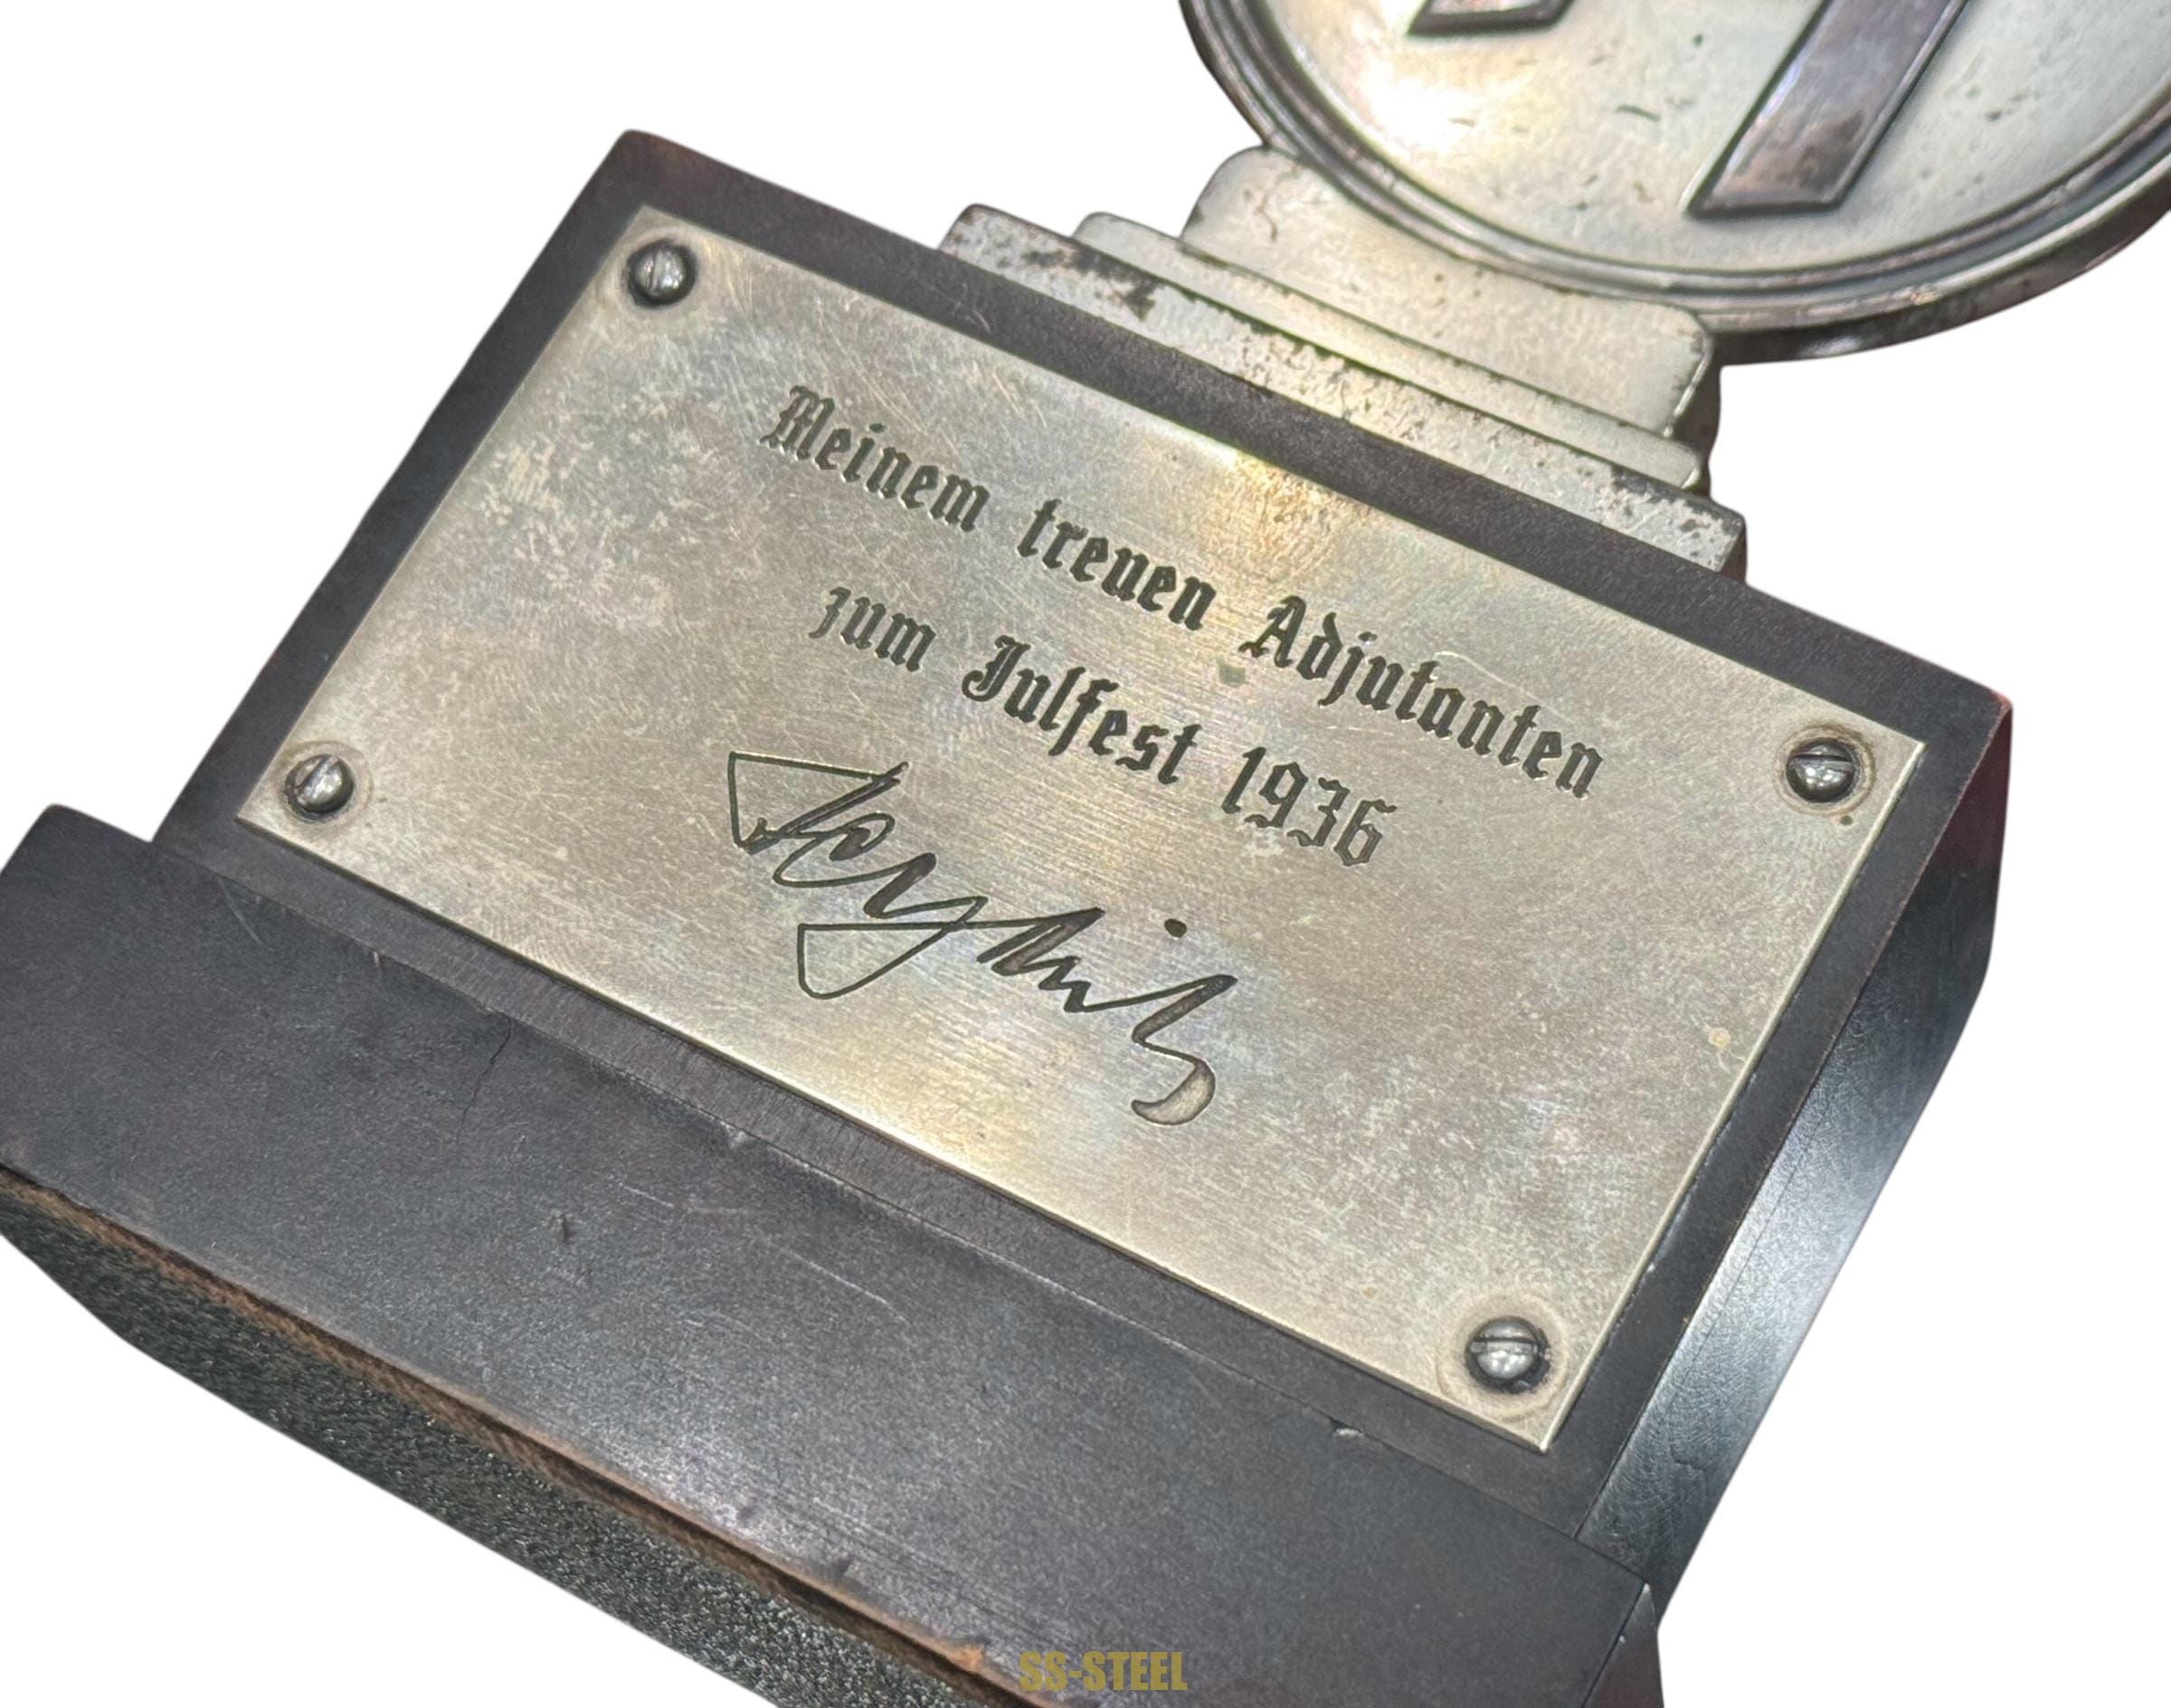 Meinem treuen Adjutanten
zum Julfest 1936
SS-STEEL